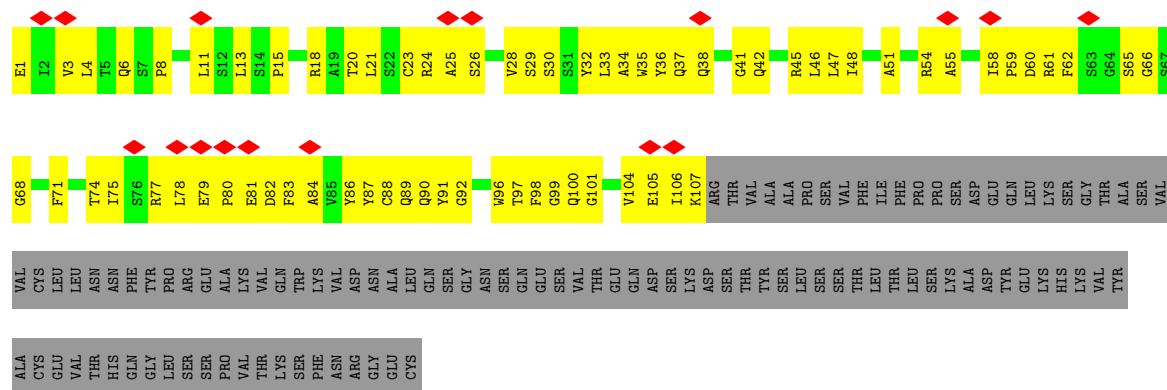 E1 I2 V3 L4 T5 Q6 S7 P8 L11 S12 L13 S14 P15 R18 A19 T20 L21 S22 C23 R24 A25 S26 V28 S29 S30 S31 Y32 L33 A34 W35 Y36 Q37 Q38 G41 Q42 R45 L46 L47 I48 A51 R54 A55 I58 P59 D60 R61 F62 S63 G64 S65 G66 S67
G68 F71 T74 I75 S76 R77 L78 E79 P80 E81 D82 F83 A84 V85 Y86 Y87 C88 Q89 Q90 Y91 G92 W96 T97 F98 G99 Q100 G101 V104 E105 I106 K107 ARG THR VAL ALA ALA PRO SER VAL PHE ILE PHE PRO PRO SER ASP GLU GLN LEU LYS SER GLY THR ALA SER VAL
VAL CYS LEU LEU ASN ASN PHE TYR PRO ARG GLU ALA LYS VAL GLN TRP LYS VAL ASP ASN ALA LEU GLN SER GLY ASN SER GLN GLU SER VAL THR GLU GLN ASP SER LYS ASP SER THR TYR SER LEU SER SER THR LEU THR LEU SER LYS ALA ASP TYR GLU LYS HIS LYS VAL TYR
ALA CYS GLU VAL THR HIS GLN GLY LEU SER SER PRO VAL THR LYS SER PHE ASN ARG GLY GLU CYS